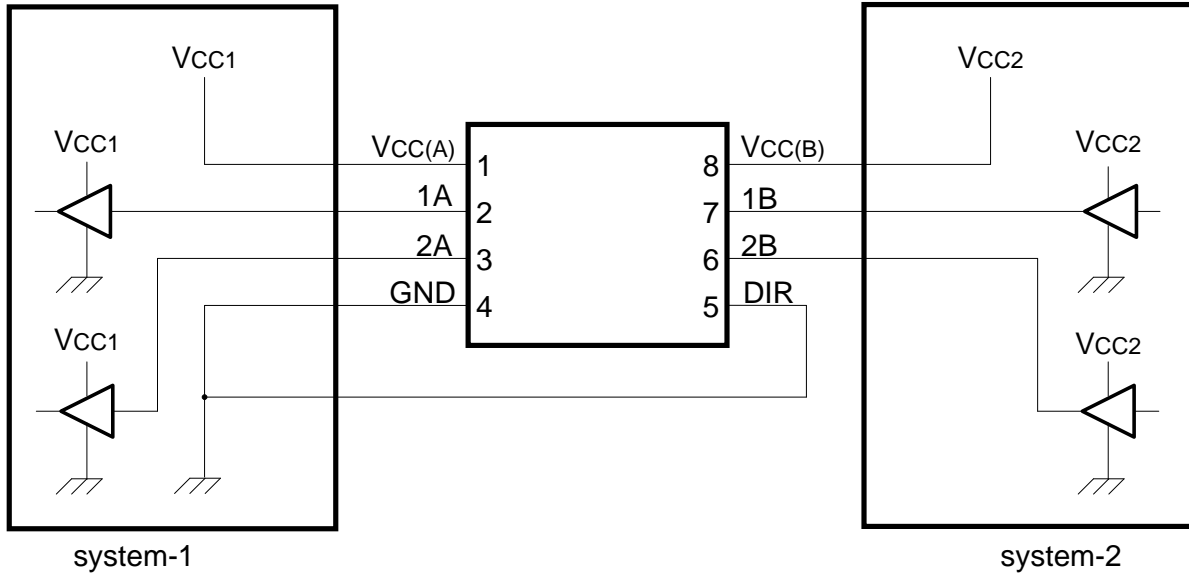 VCC1
VCC2
VCC1
VCC(A)
1
8
VCC(B)
VCC2
1A
2
7
1B
2A
3
6
2B
GND
4
5
DIR
VCC1
VCC2
system-1
system-2